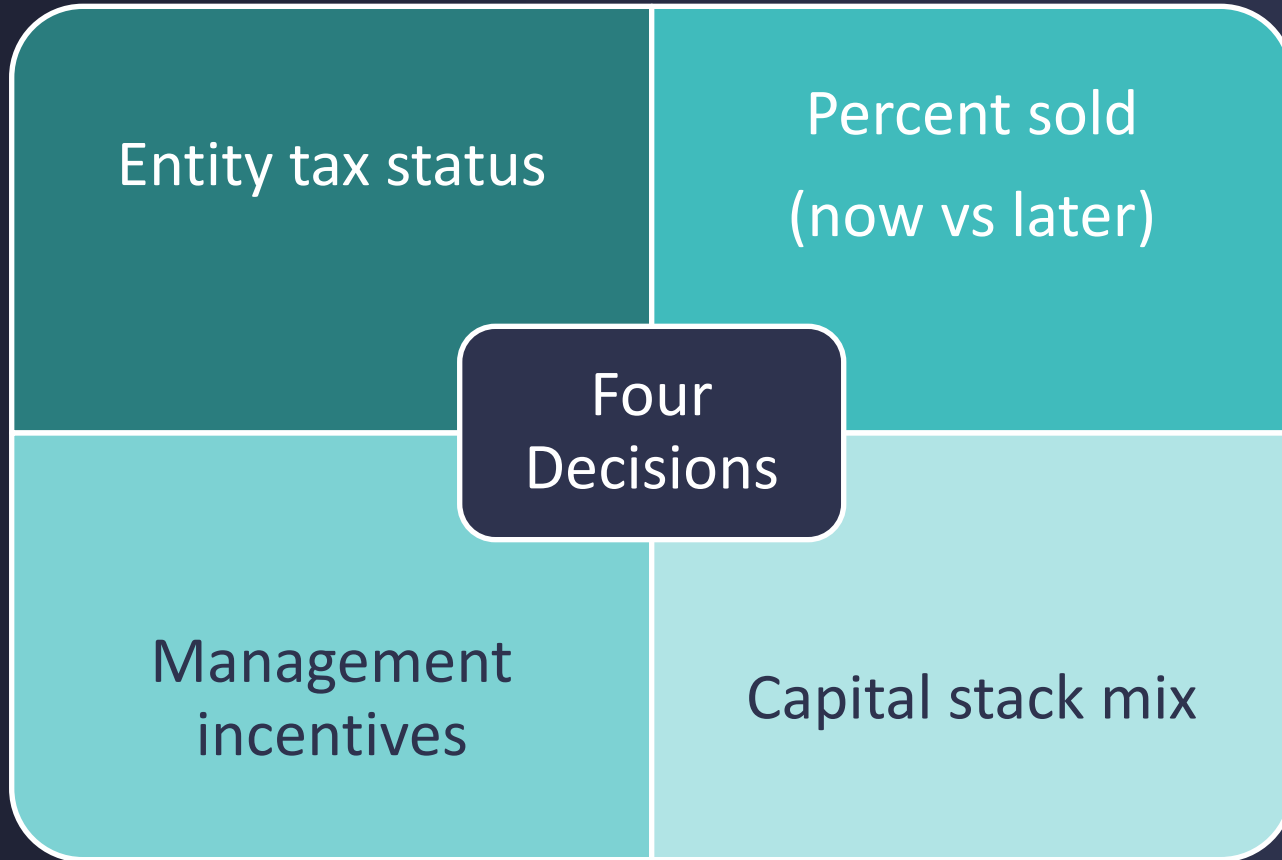 Entity tax status
Percent sold
(now vs later)
Four
Decisions
Management
incentives
Capital stack mix